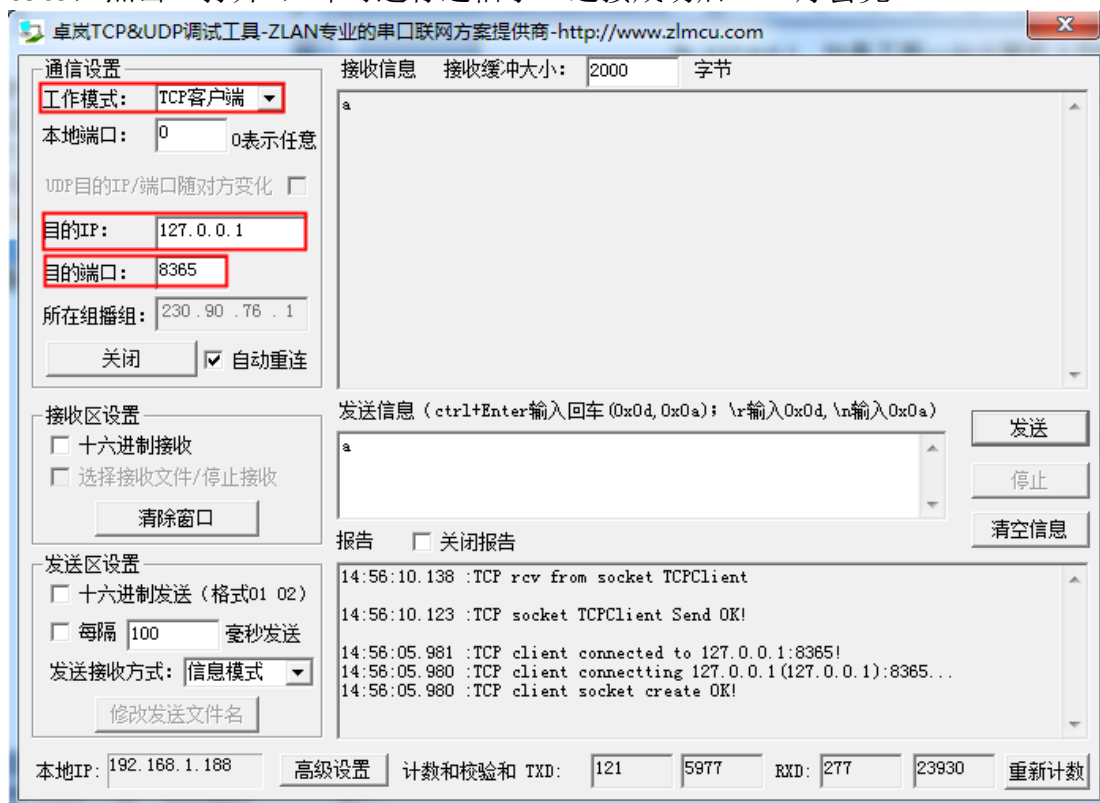 卓岚TCP&UDP调试工具-ZLAN专业的串口联网方案提供商-http://www.zlmcu.com
通信设置
工作模式： TCP客户端
本地端口： 0 0表示任意
UDP目的IP/端口随对方变化
目的IP： 127.0.0.1
目的端口： 8365
所在组播组： 230 .90 .76 . 1
关闭 自动重连
接收区设置
十六进制接收
选择接收文件/停止接收
清除窗口
发送区设置
十六进制发送（格式01 02）
每隔 100 毫秒发送
发送接收方式： 信息模式
修改发送文件名
接收信息 接收缓冲大小： 2000 字节
a
发送信息（ctrl+Enter输入回车(0x0d,0x0a)；\r输入0x0d,\n输入0x0a）
a
发送
停止
清空信息
报告 关闭报告
14:56:10.138 :TCP rcv from socket TCPClient
14:56:10.123 :TCP socket TCPClient Send OK!
14:56:05.981 :TCP client connected to 127.0.0.1:8365!
14:56:05.980 :TCP client connectting 127.0.0.1(127.0.0.1):8365...
14:56:05.980 :TCP client socket create OK!
本地IP: 192.168.1.188 高级设置 计数和校验和 TXD: 121 5977 RXD: 277 23930 重新计数